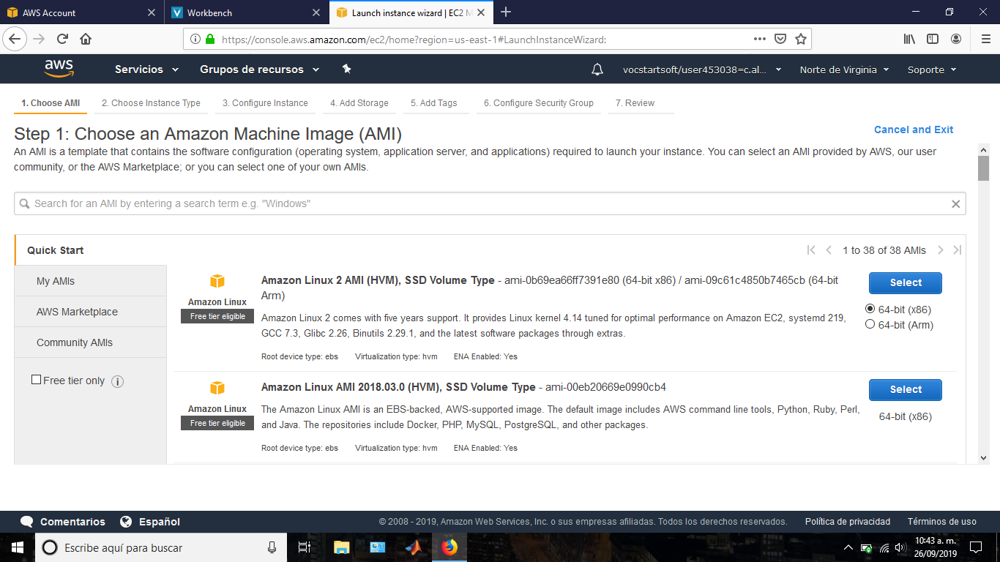 AWS Account
Workbench
Launch instance wizard | EC2 M
https://console.aws.amazon.com/ec2/home?region=us-east-1#LaunchInstanceWizard:
aws
Servicios
Grupos de recursos
vocstartsoft/user453038=c.al...
Norte de Virginia
Soporte
1. Choose AMI
2. Choose Instance Type
3. Configure Instance
4. Add Storage
5. Add Tags
6. Configure Security Group
7. Review
Step 1: Choose an Amazon Machine Image (AMI)
Cancel and Exit
An AMI is a template that contains the software configuration (operating system, application server, and applications) required to launch your instance. You can select an AMI provided by AWS, our user
community, or the AWS Marketplace; or you can select one of your own AMIs.
Search for an AMI by entering a search term e.g. "Windows"
Quick Start
1 to 38 of 38 AMIs
My AMIs
AWS Marketplace
Community AMIs
Free tier only
Amazon Linux
Free tier eligible
Amazon Linux 2 AMI (HVM), SSD Volume Type - ami-0b69ea66ff7391e80 (64-bit x86) / ami-09c61c4850b7465cb (64-bit
Arm)
Amazon Linux 2 comes with five years support. It provides Linux kernel 4.14 tuned for optimal performance on Amazon EC2, systemd 219,
GCC 7.3, Glibc 2.26, Binutils 2.29.1, and the latest software packages through extras.
Root device type: ebs Virtualization type: hvm ENA Enabled: Yes
Select
64-bit (x86)
64-bit (Arm)
Amazon Linux
Free tier eligible
Amazon Linux AMI 2018.03.0 (HVM), SSD Volume Type - ami-00eb20669e0990cb4
The Amazon Linux AMI is an EBS-backed, AWS-supported image. The default image includes AWS command line tools, Python, Ruby, Perl,
and Java. The repositories include Docker, PHP, MySQL, PostgreSQL, and other packages.
Root device type: ebs Virtualization type: hvm ENA Enabled: Yes
Select
64-bit (x86)
Comentarios
Español
© 2008 - 2019, Amazon Web Services, Inc. o sus empresas afiliadas. Todos los derechos reservados.
Política de privacidad
Términos de uso
Escribe aquí para buscar
10:43 a. m.
26/09/2019